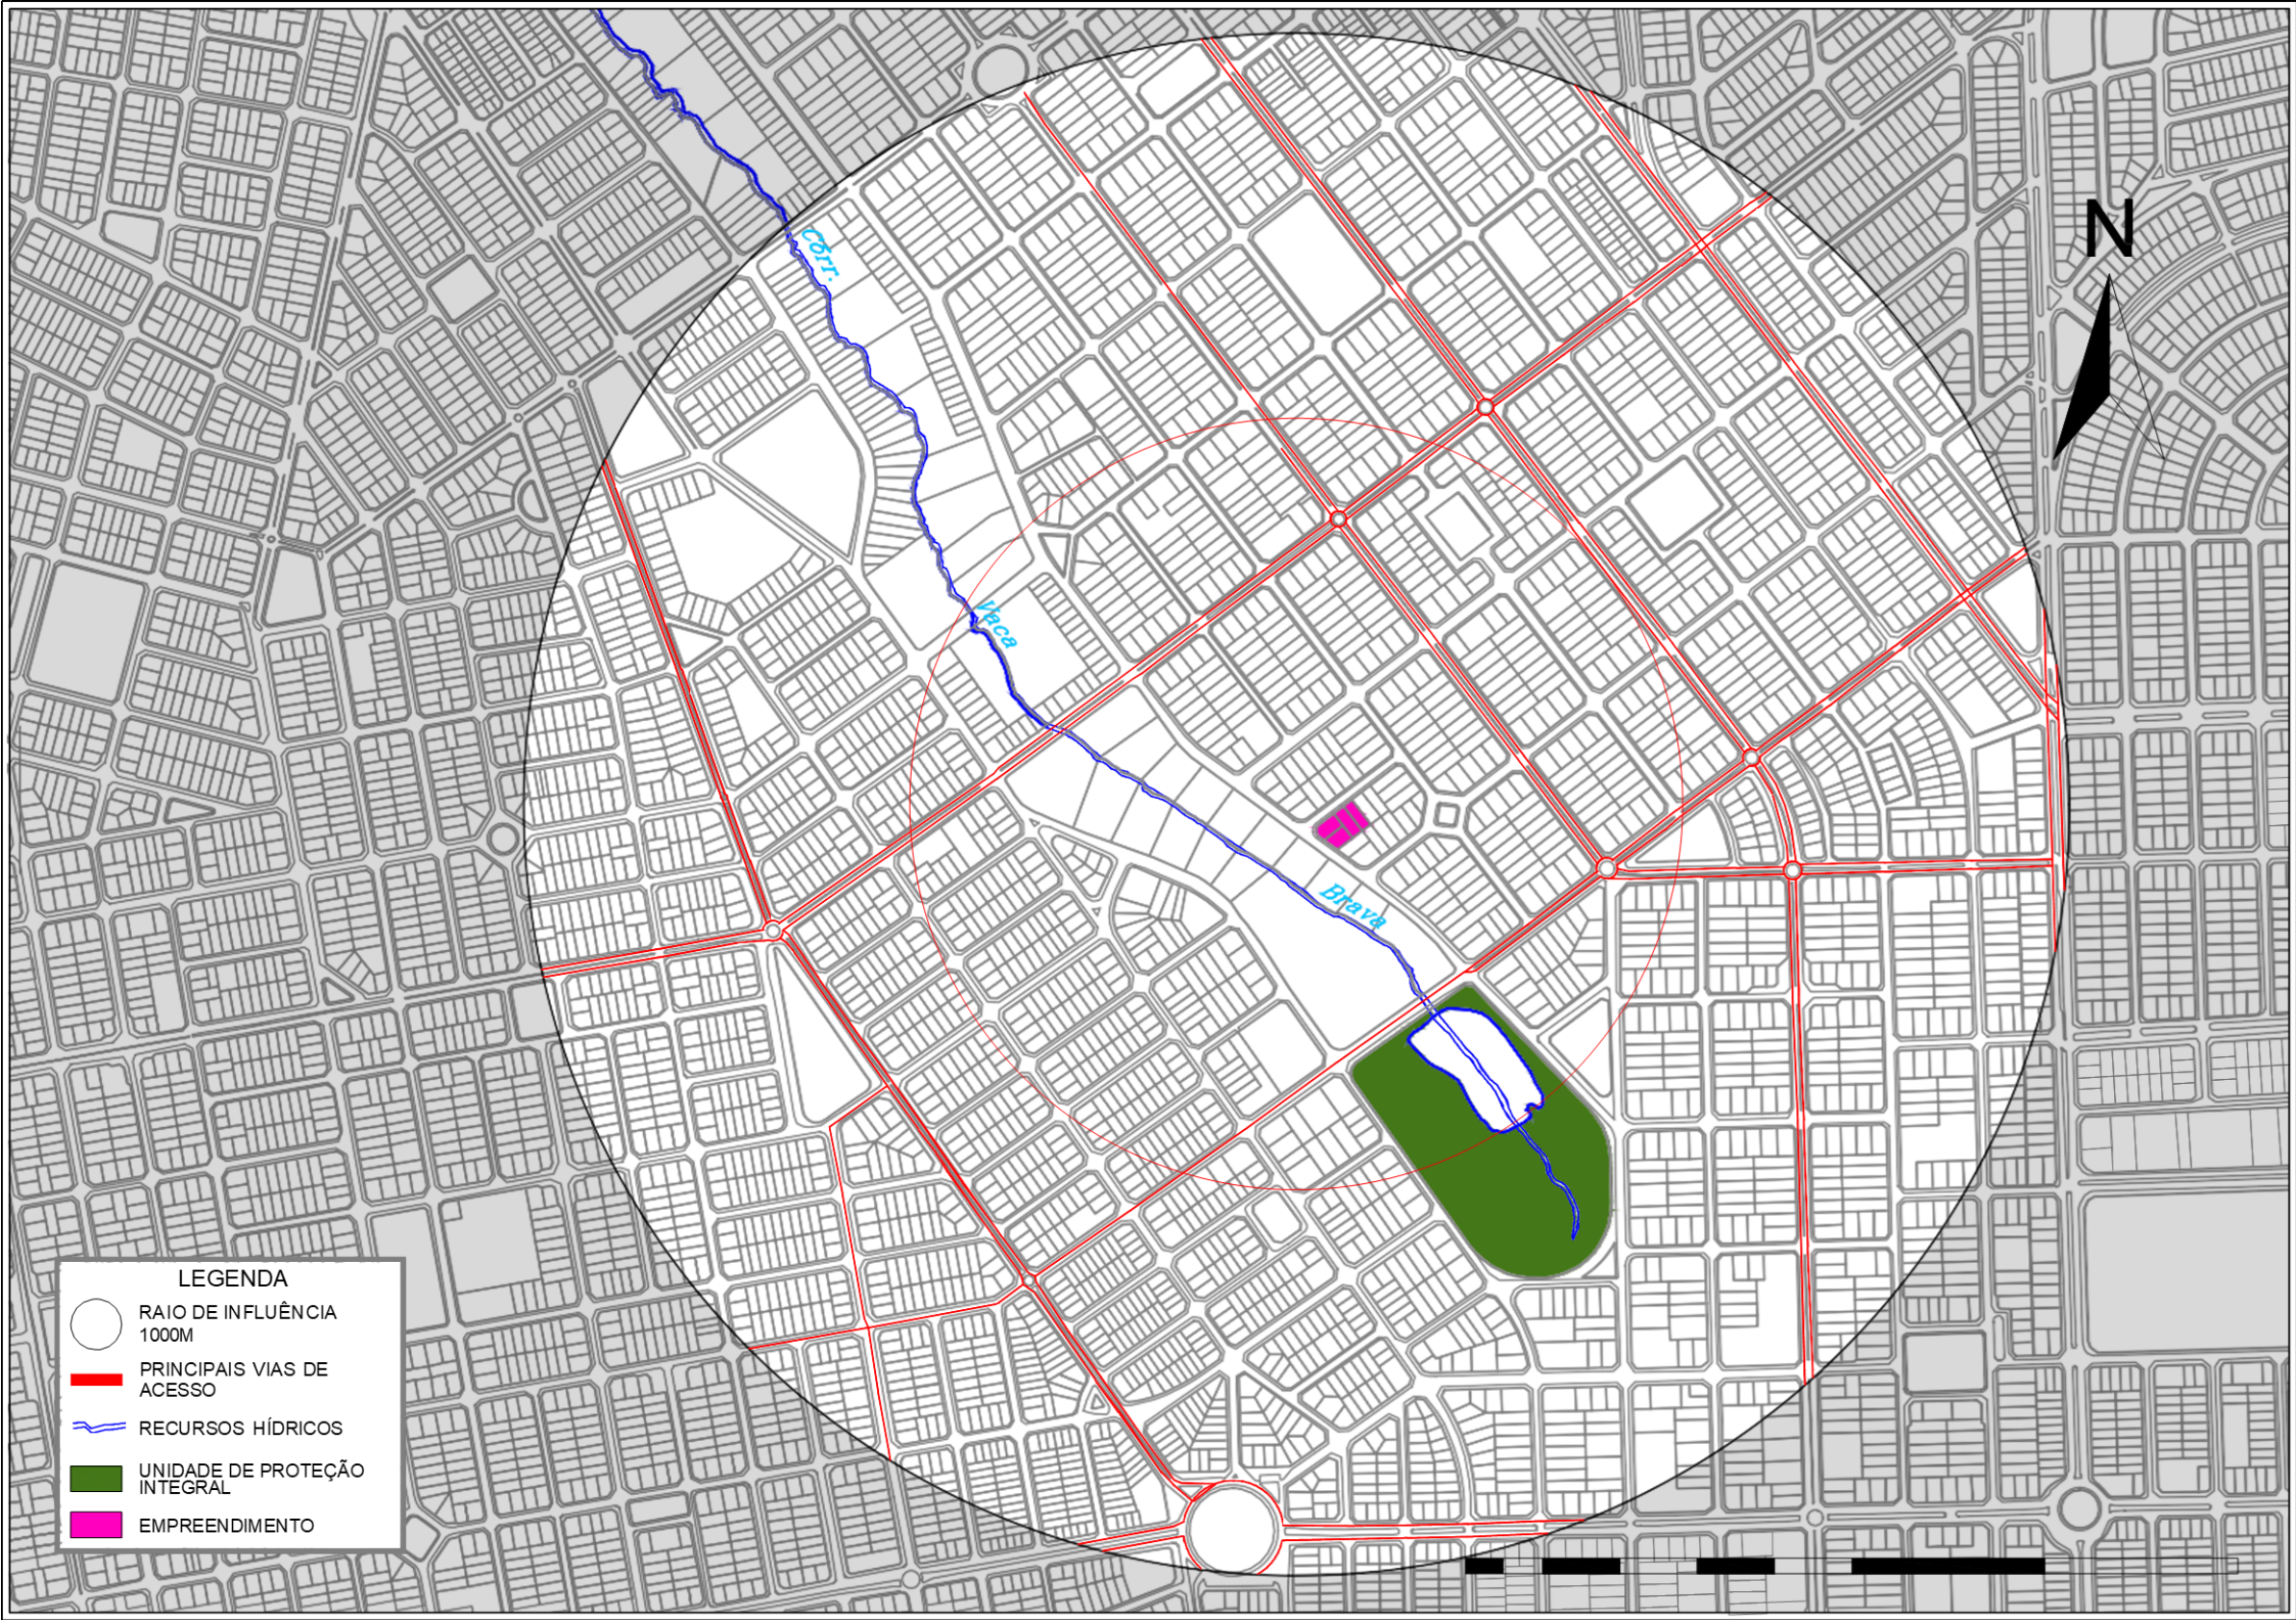 N
Córr.
Vaca
Brava
LEGENDA
RAIO DE INFLUÊNCIA
1000M
PRINCIPAIS VIAS DE
ACESSO
RECURSOS HÍDRICOS
UNIDADE DE PROTEÇÃO
INTEGRAL
EMPREENDIMENTO